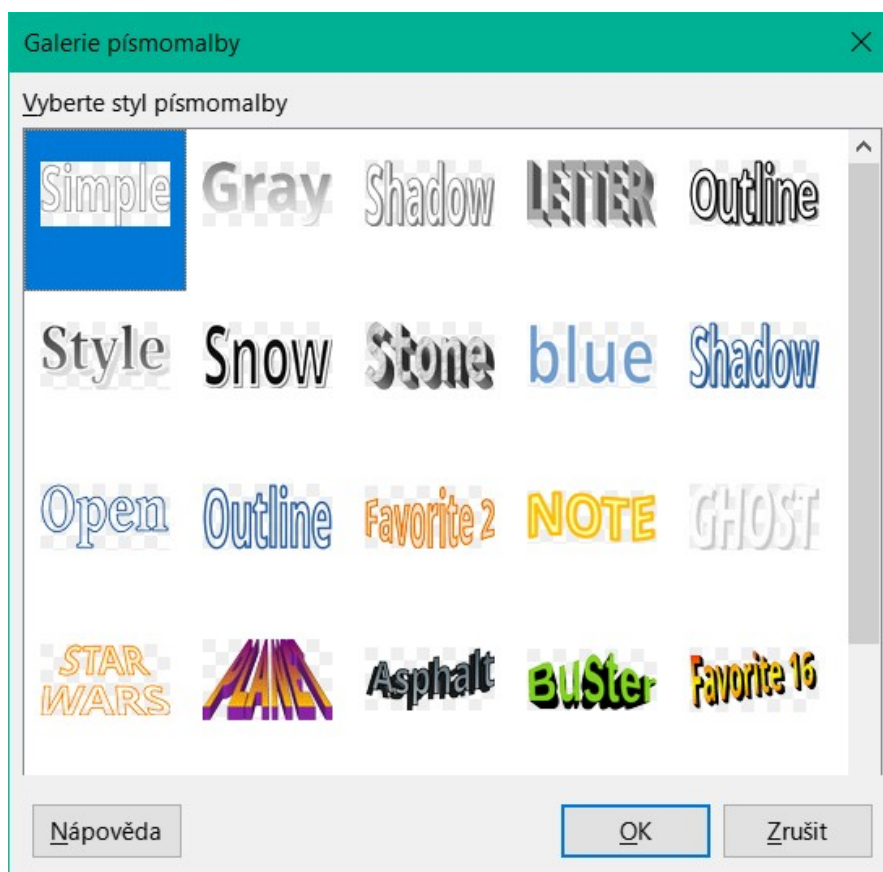 Galerie písmomalby
Vyberte styl písmomalby
Simple Gray Shadow LETTER Outline
Style Snow Stone blue Shadow
Open Outline Favorite 2 NOTE GHOST
STAR WARS PLANET Asphalt BuSter Favorite 16
Nápověda OK Zrušit